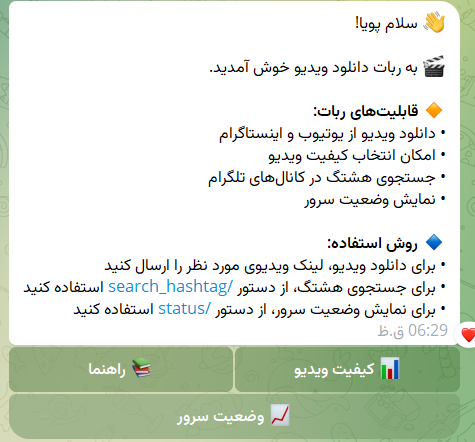 👋 سلام پویا!
🎬 به ربات دانلود ویدیو خوش آمدید.
🔶 قابلیت‌های ربات:
• دانلود ویدیو از یوتیوب و اینستاگرام
• امکان انتخاب کیفیت ویدیو
• جستجوی هشتگ در کانال‌های تلگرام
• نمایش وضعیت سرور
🔷 روش استفاده:
• برای دانلود ویدیو، لینک ویدیوی مورد نظر را ارسال کنید
• برای جستجوی هشتگ، از دستور /search_hashtag استفاده کنید
• برای نمایش وضعیت سرور، از دستور /status استفاده کنید
06:29 ق.ظ
❤️
📊 کیفیت ویدیو
📚 راهنما
📈 وضعیت سرور